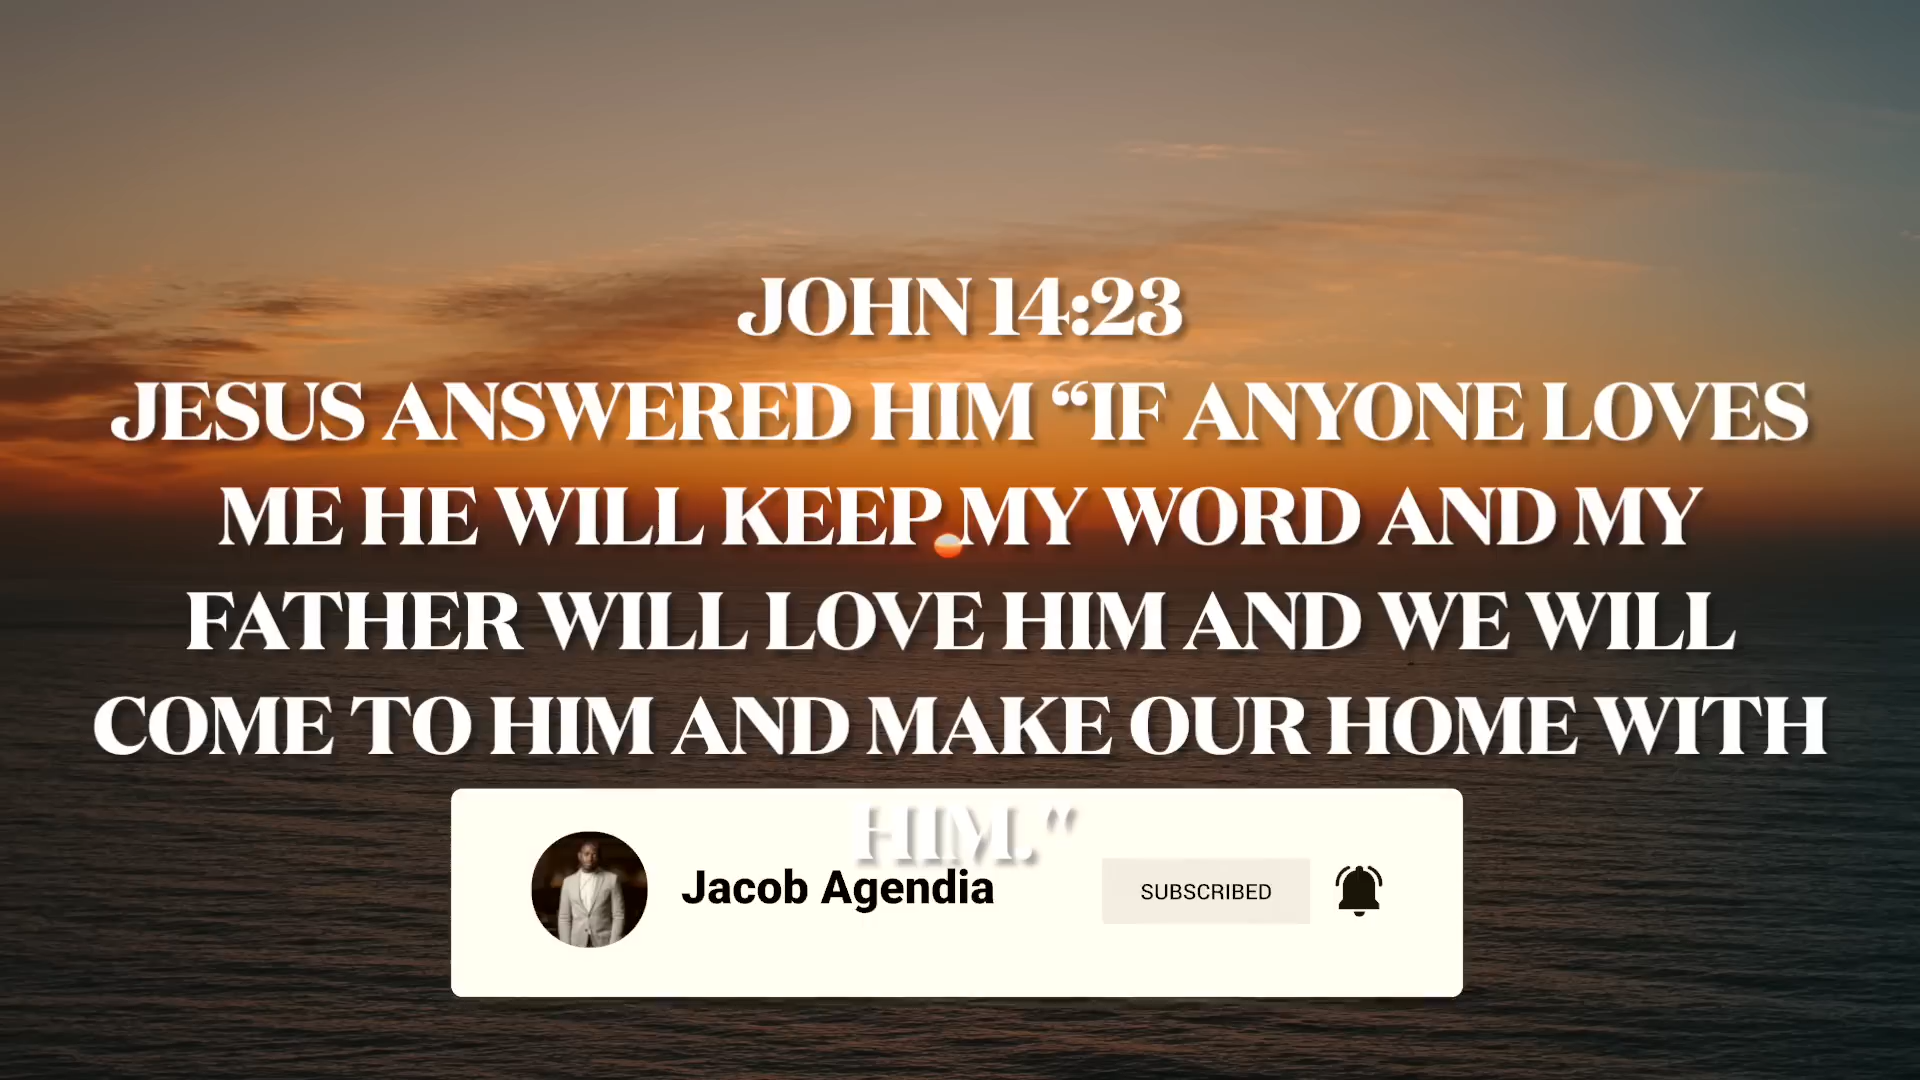 JOHN 14:23
JESUS ANSWERED HIM “IF ANYONE LOVES
ME HE WILL KEEP MY WORD AND MY
FATHER WILL LOVE HIM AND WE WILL
COME TO HIM AND MAKE OUR HOME WITH
HIM.”
Jacob Agendia
SUBSCRIBED